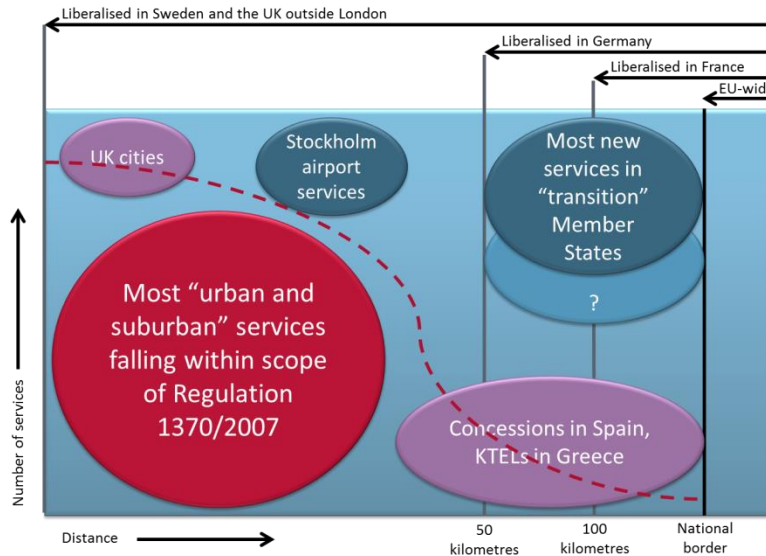 Liberalised in Sweden and the UK outside London
Liberalised in Germany
Liberalised in France
EU-wid
UK cities
Stockholm
airport
services
Most new
services in
“transition”
Member
States
?
Most “urban and
suburban” services
falling within scope
of Regulation
1370/2007
Concessions in Spain,
KTELs in Greece
Number of services
Distance
50
kilometres
100
kilometres
National
border